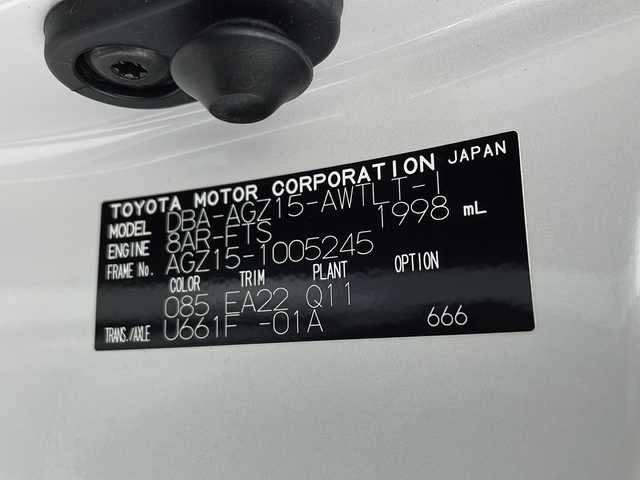 TOYOTA MOTOR CORPORATION JAPAN
MODEL DBA-AGZ15-AWTLT-1
ENGINE 8AR-FTS 1998 mL
FRAME No. AGZ15-1005245
COLOR TRIM PLANT OPTION
085 EA22 Q11
TRANS./AXLE U661F -01A 666